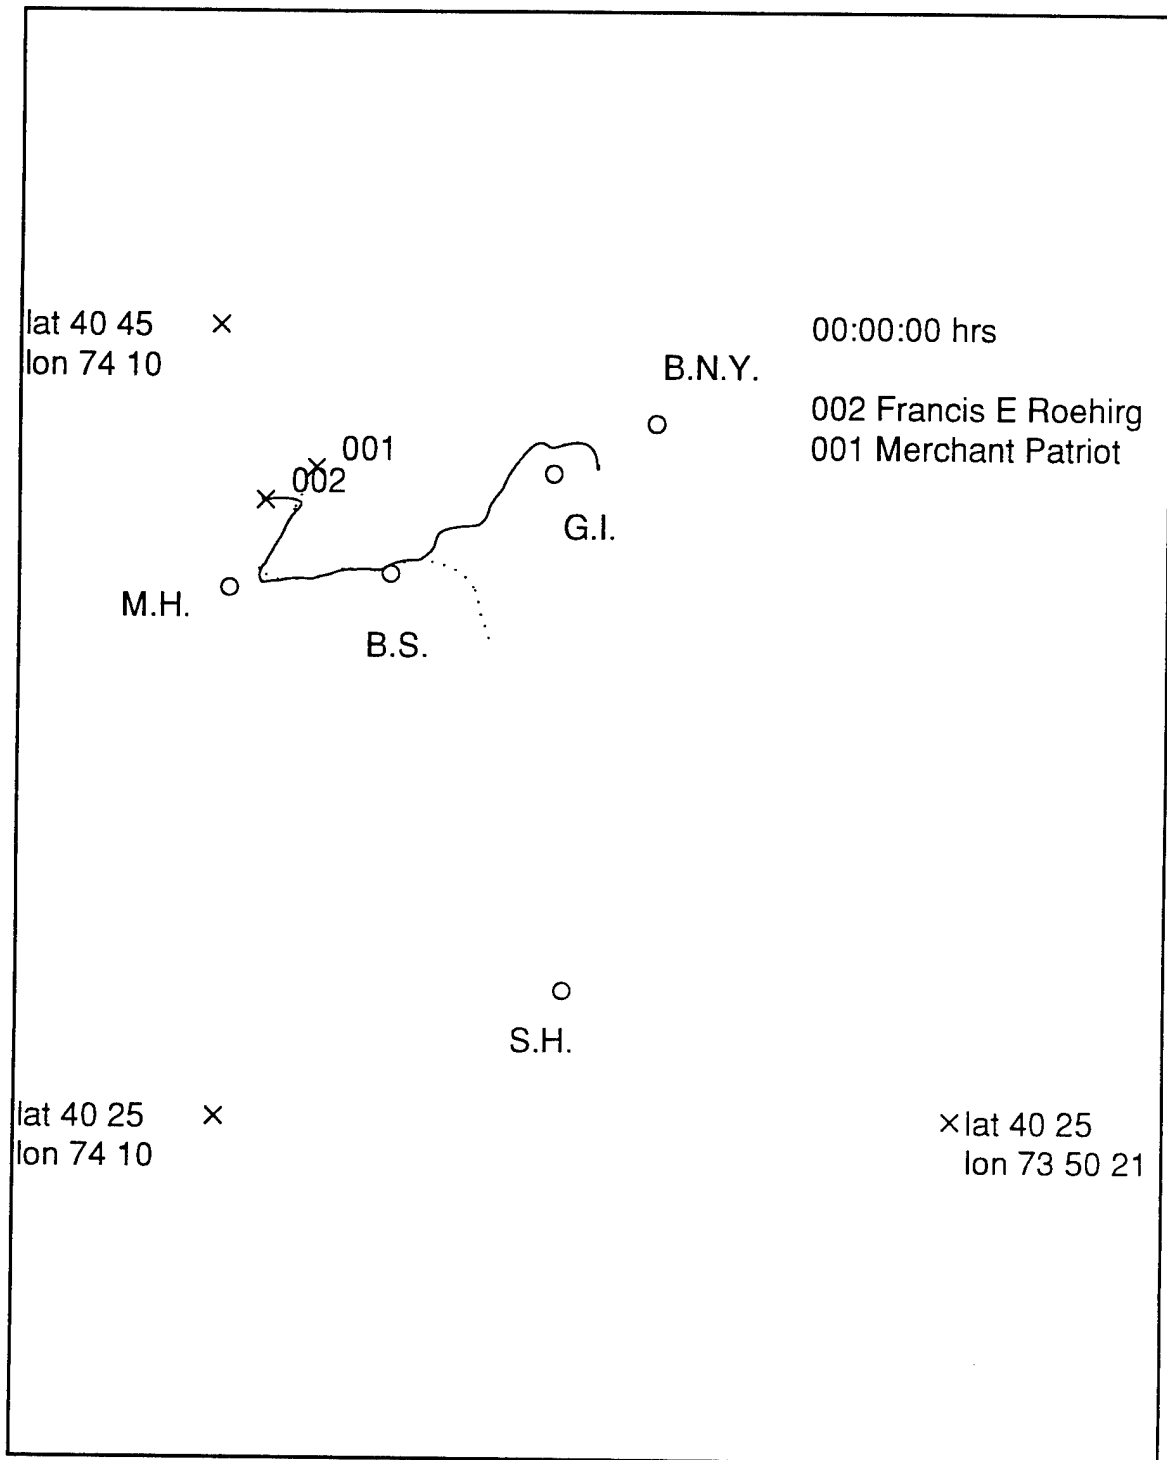 lat 40 45
lon 74 10
00:00:00 hrs
B.N.Y.
002 Francis E Roehirg
001 Merchant Patriot
001
002
G.I.
M.H.
B.S.
S.H.
lat 40 25
lon 74 10
lat 40 25
lon 73 50 21